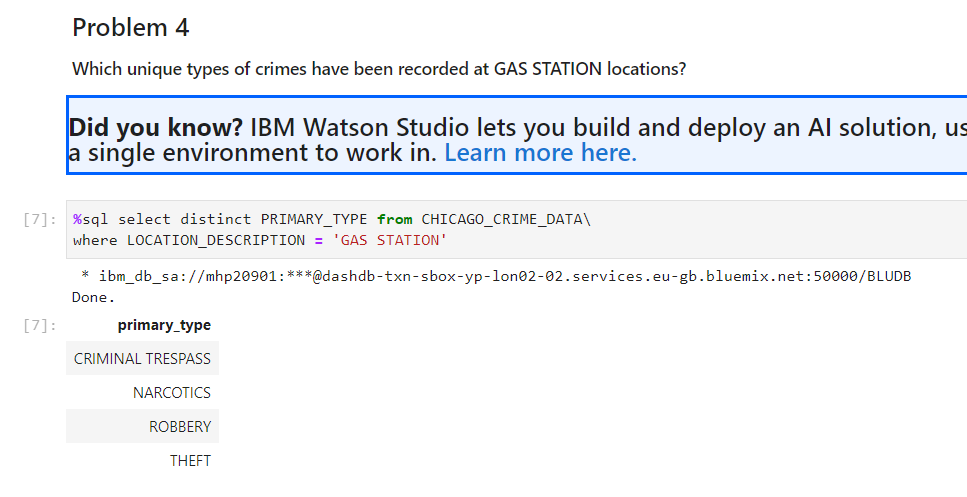 Problem 4
Which unique types of crimes have been recorded at GAS STATION locations?
Did you know? IBM Watson Studio lets you build and deploy an AI solution, us
a single environment to work in. Learn more here.
[7]: %sql select distinct PRIMARY_TYPE from CHICAGO_CRIME_DATA\
where LOCATION_DESCRIPTION = 'GAS STATION'
* ibm_db_sa://mhp20901:***@dashdb-txn-sbox-yp-lon02-02.services.eu-gb.bluemix.net:50000/BLUDB
Done.
[7]: primary_type
CRIMINAL TRESPASS
NARCOTICS
ROBBERY
THEFT